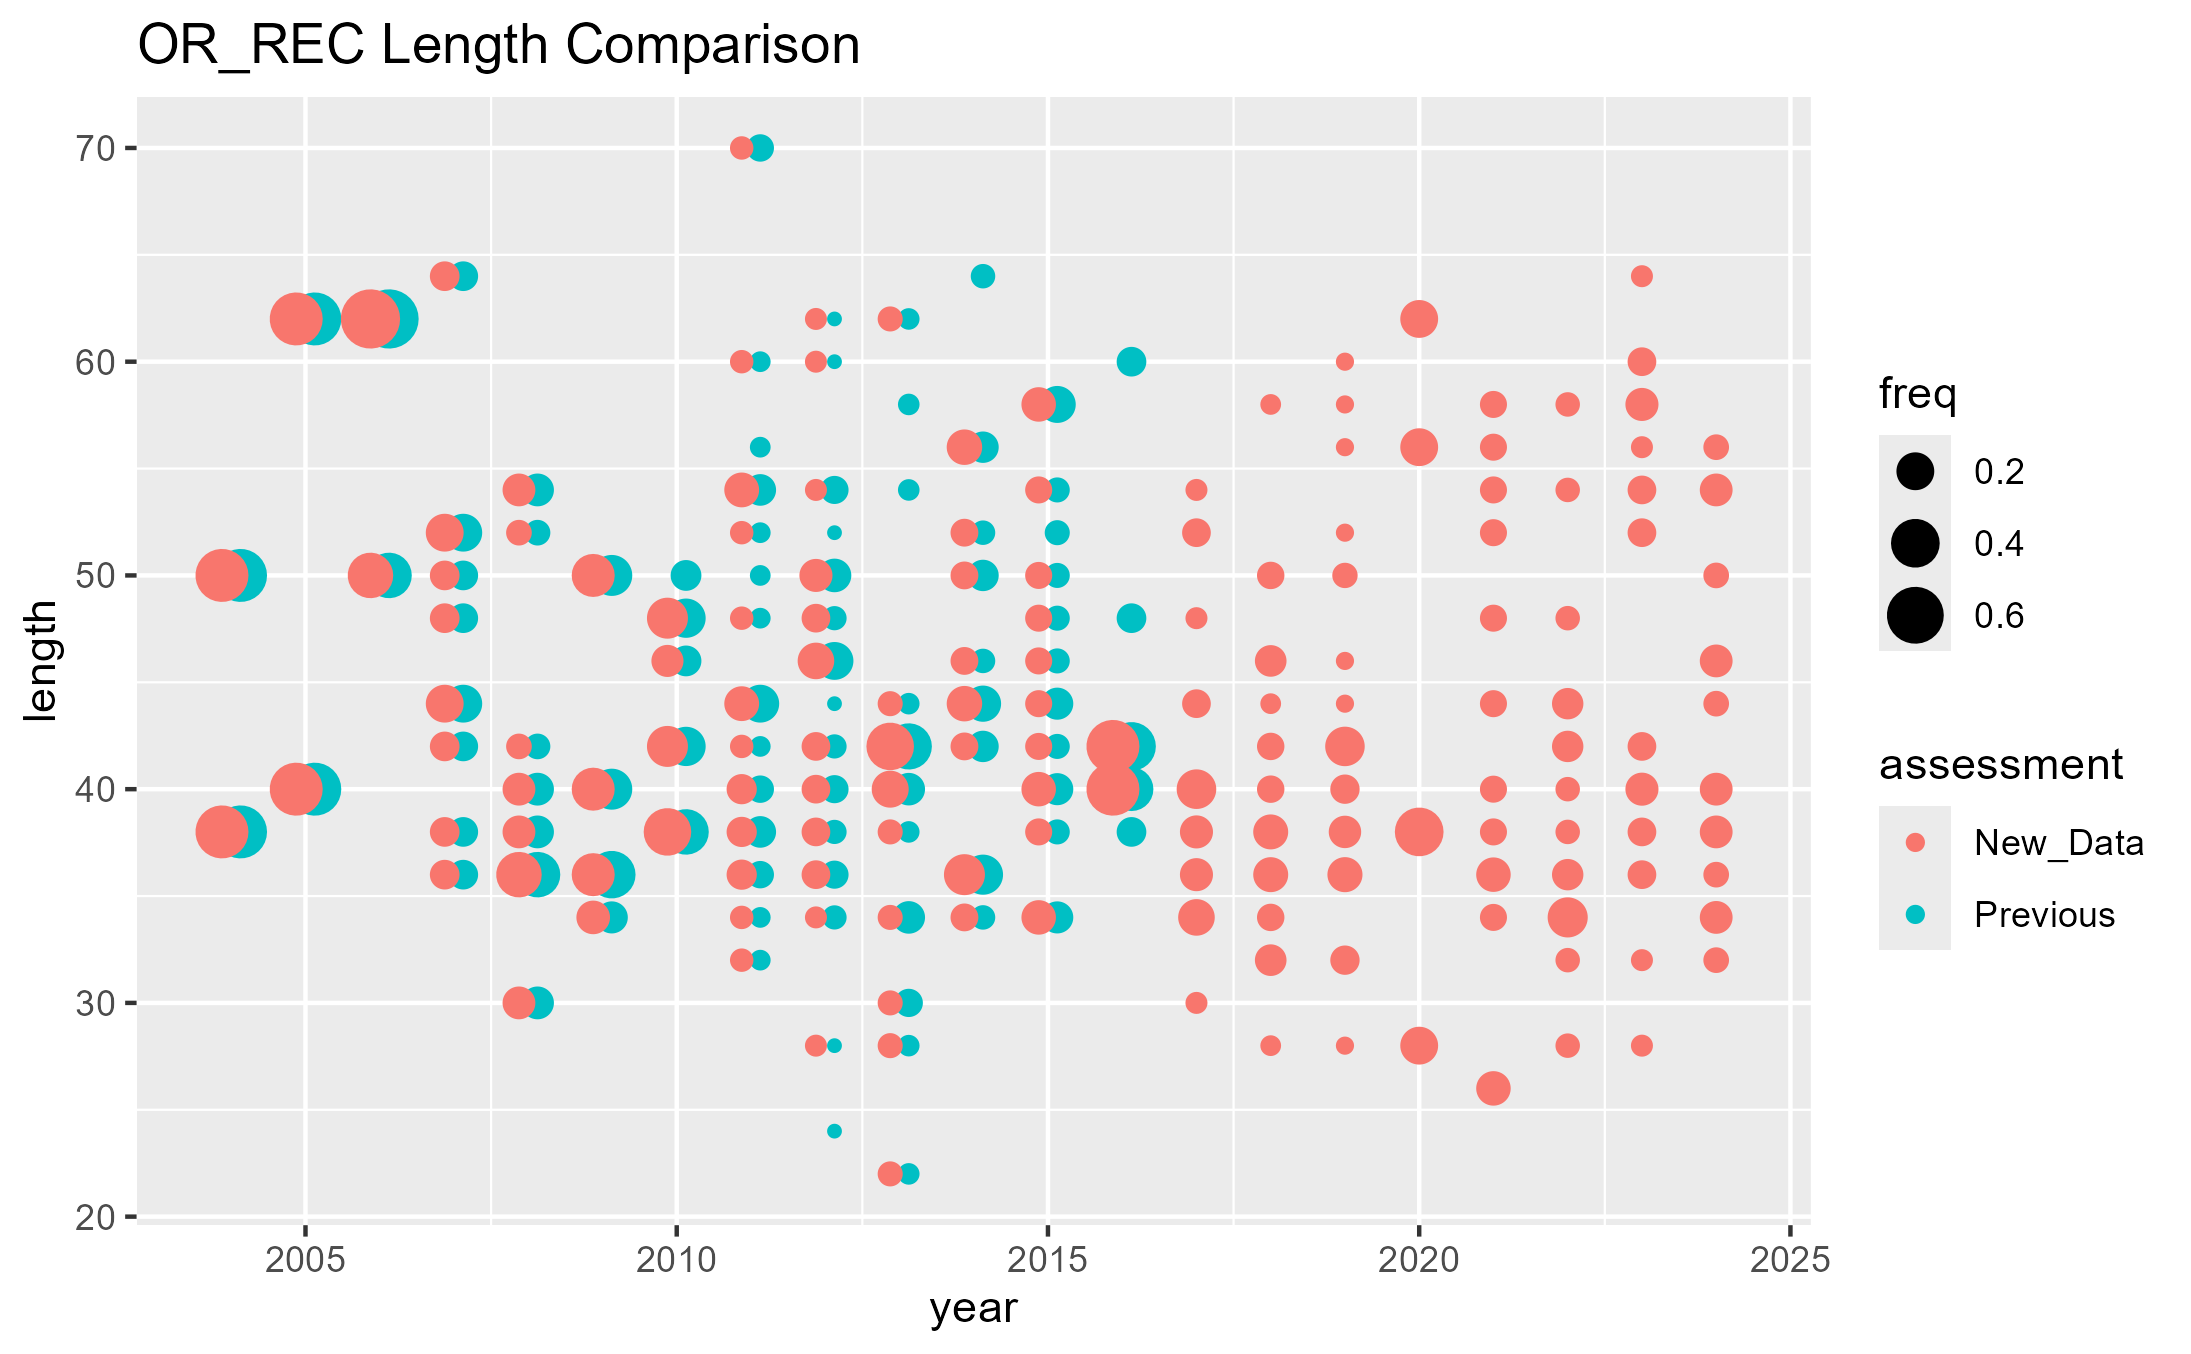 OR_REC Length Comparison
70
60
50
40
30
20
length
2005
2010
2015
2020
2025
year
freq
0.2
0.4
0.6
assessment
New_Data
Previous